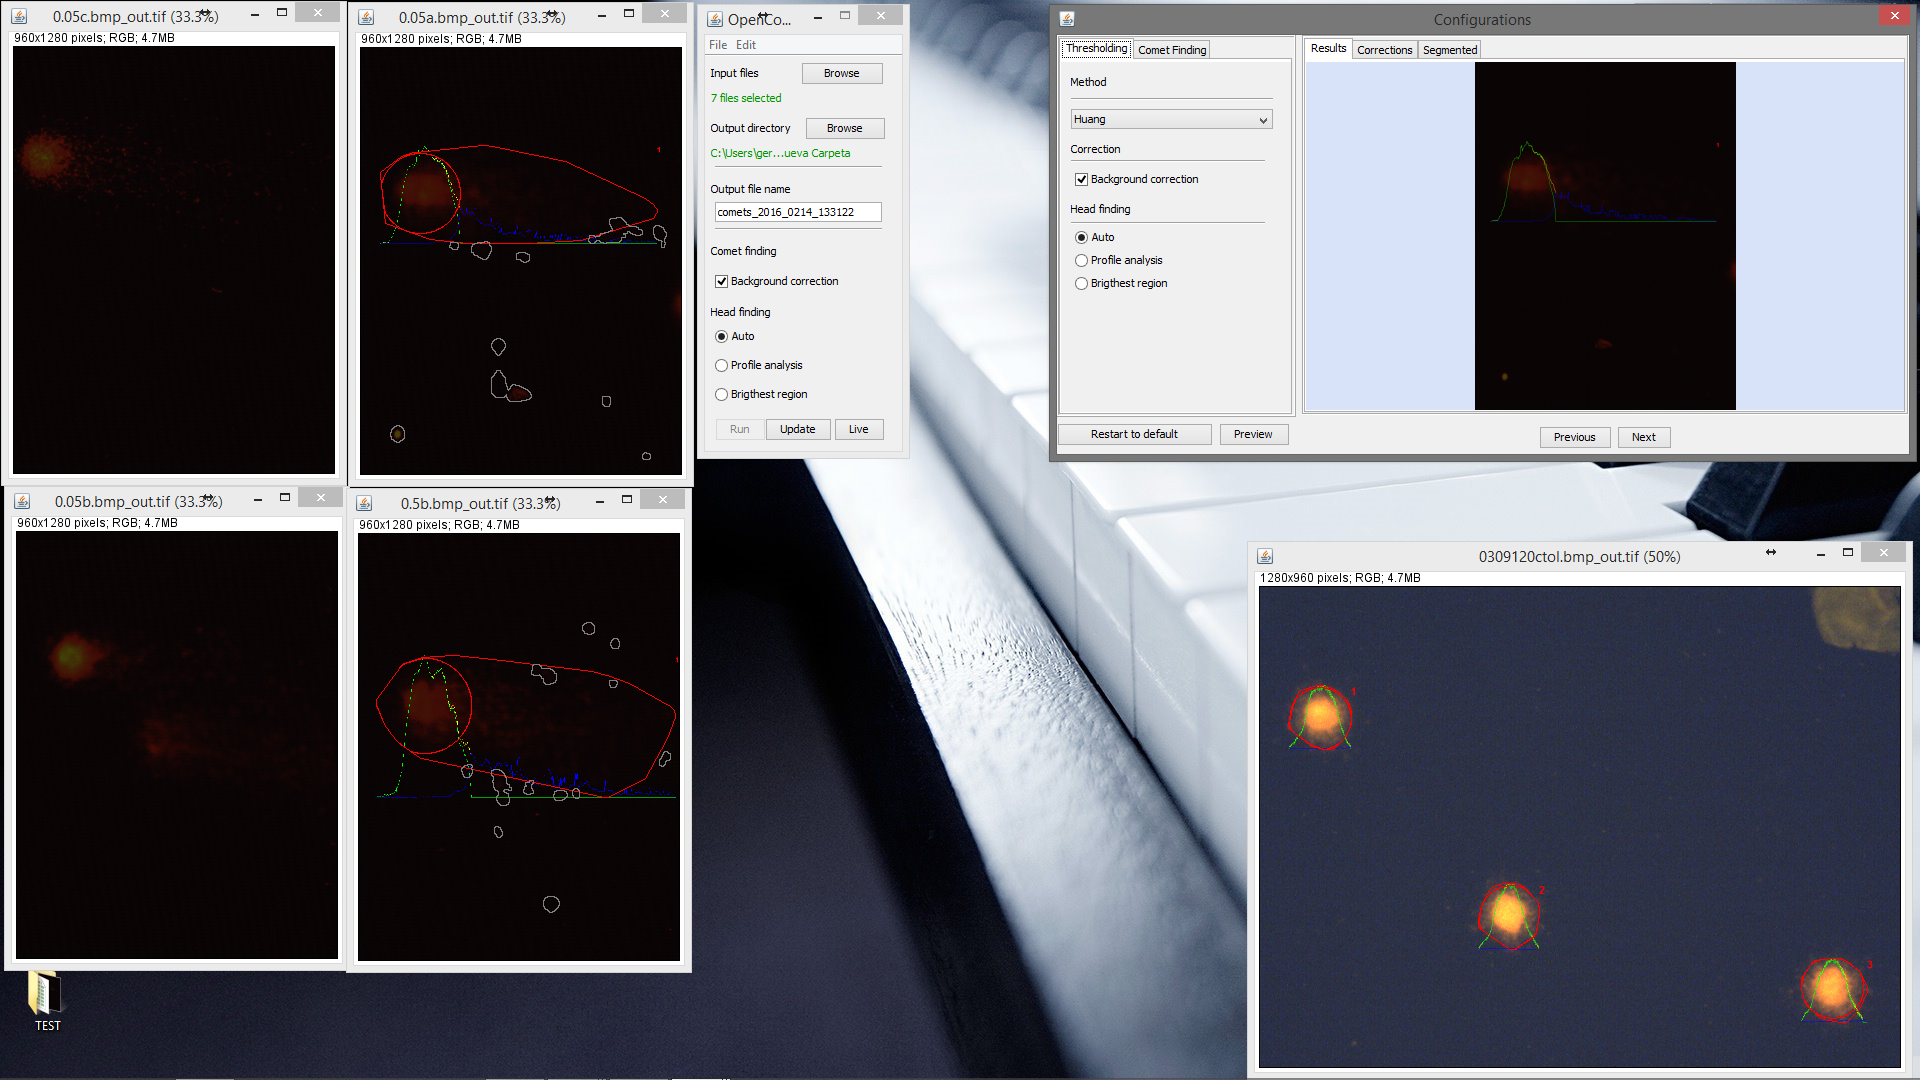 0.05c.bmp_out.tif (33.3%)
960x1280 pixels; RGB; 4.7MB
0.05a.bmp_out.tif (33.3%)
960x1280 pixels; RGB; 4.7MB
1
0.05b.bmp_out.tif (33.3%)
960x1280 pixels; RGB; 4.7MB
0.5b.bmp_out.tif (33.3%)
960x1280 pixels; RGB; 4.7MB
1
TEST
OpenCo...
File Edit
Input files Browse
7 files selected
Output directory Browse
C:\Users\ger...ueva Carpeta
Output file name
comets_2016_0214_133122
Comet finding
Background correction
Head finding
Auto
Profile analysis
Brigthest region
Run Update Live
Configurations
Thresholding Comet Finding
Method
Huang
Correction
Background correction
Head finding
Auto
Profile analysis
Brigthest region
Restart to default Preview
Results Corrections Segmented
1
Previous Next
0309120ctol.bmp_out.tif (50%)
1280x960 pixels; RGB; 4.7MB
1
2
3